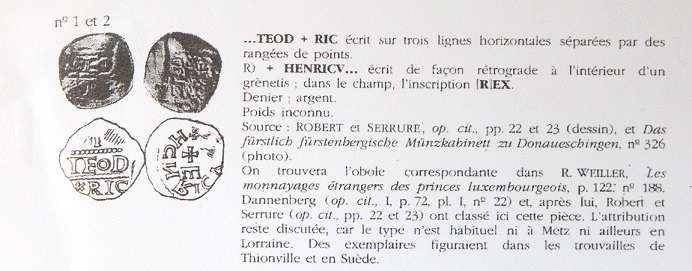 nº 1 et 2
...TEOD + RIC écrit sur trois lignes horizontales séparées par des
rangées de points.
R) + HENRICV... écrit de façon rétrograde à l'intérieur d'un
grènetis ; dans le champ, l'inscription [R]EX.
Denier ; argent.
Poids inconnu.
Source : ROBERT et SERRURE, op. cit., pp. 22 et 23 (dessin), et Das
fürstlich fürstenbergische Münzkabinett zu Donaueschingen, nº 326
(photo).
On trouvera l'obole correspondante dans R. WEILLER, Les
monnayages étrangers des princes luxembourgeois, p. 122, nº 188.
Dannenberg (op. cit., I, p. 72, pl. I, nº 22) et, après lui, Robert et
Serrure (op. cit., pp. 22 et 23) ont classé ici cette pièce. L'attribution
reste discutée, car le type n'est habituel ni à Metz ni ailleurs en
Lorraine. Des exemplaires figuraient dans les trouvailles de
Thionville et en Suède.
TEOD
RIC